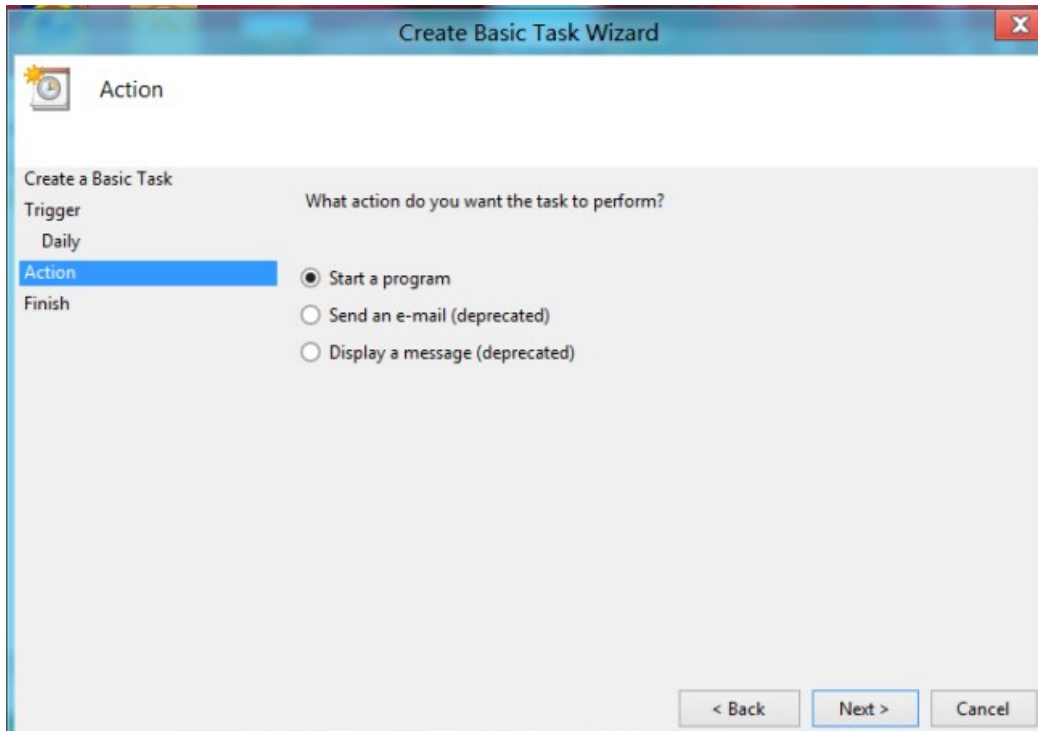 Create Basic Task Wizard
Action
Create a Basic Task
Trigger
Daily
Action
Finish
What action do you want the task to perform?
Start a program
Send an e-mail (deprecated)
Display a message (deprecated)
< Back
Next >
Cancel